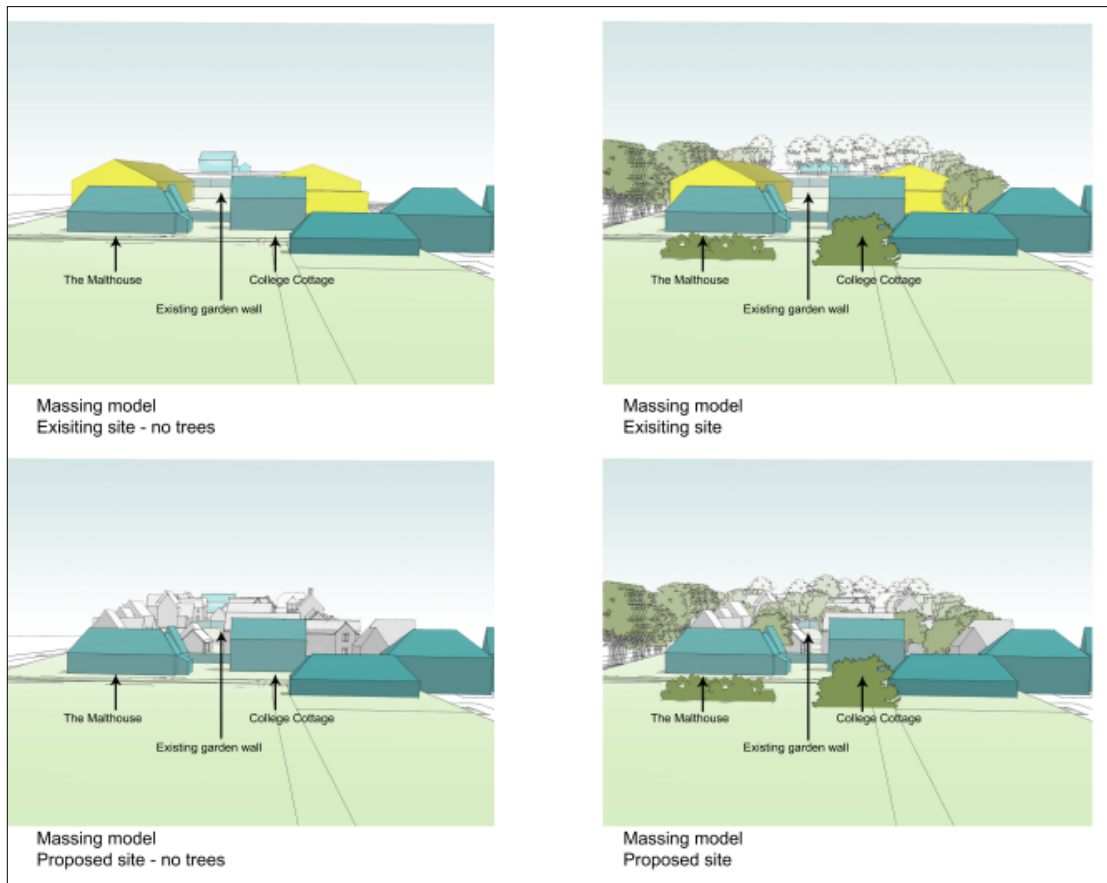 The Malthouse
College Cottage
Existing garden wall
Massing model
Exisiting site - no trees
The Malthouse
College Cottage
Existing garden wall
Massing model
Exisiting site
The Malthouse
College Cottage
Existing garden wall
Massing model
Proposed site - no trees
The Malthouse
College Cottage
Existing garden wall
Massing model
Proposed site